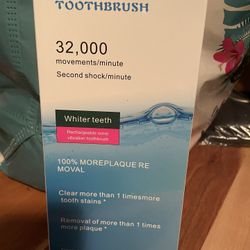 TOOTHBRUSH
32,000
movements/minute
Second shock/minute
Whiter teeth
Rechargeable sonic
vibration toothbrush
100% MOREPLAQUE RE
MOVAL
Clear more than 1 timesmore
tooth stains *
Removal of more than 1 times
more plaque *